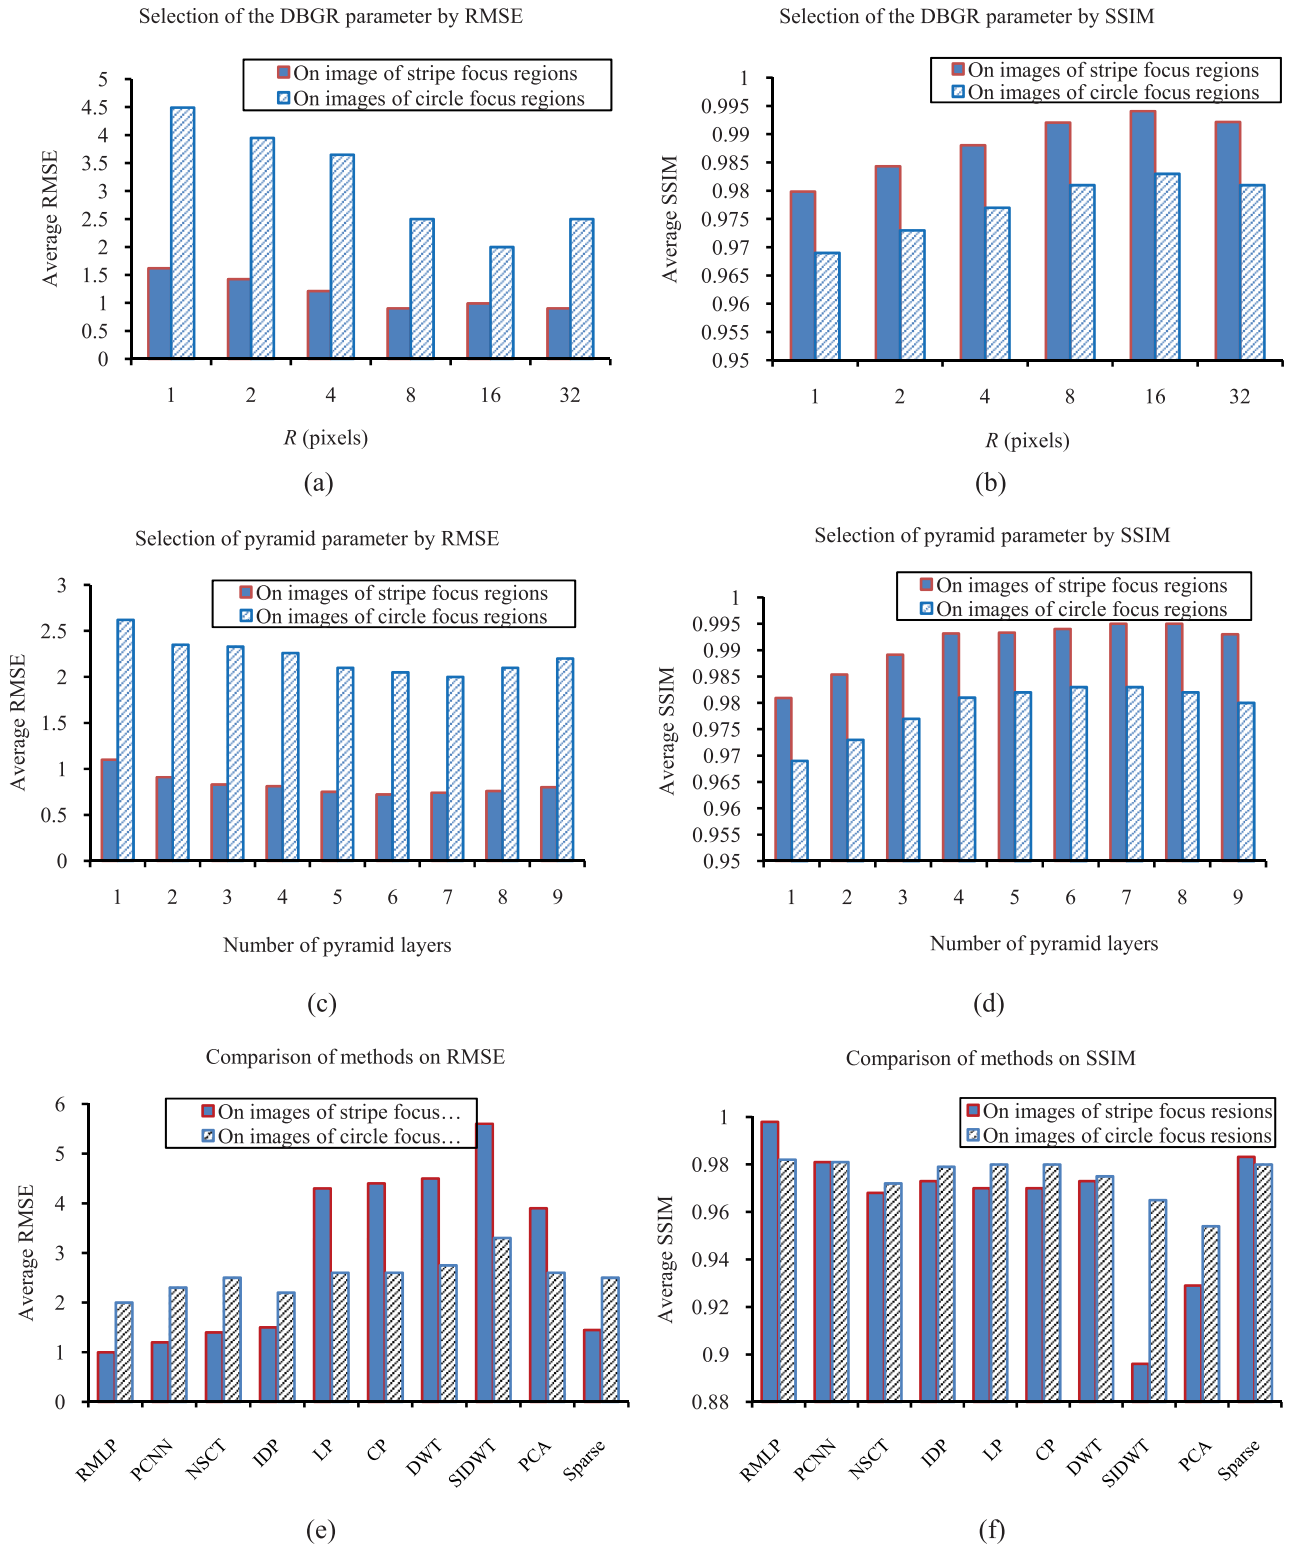 Selection of the DBGR parameter by RMSE
On image of stripe focus regions
On images of circle focus regions
Average RMSE
5
4.5
4
3.5
3
2.5
2
1.5
1
0.5
0
1 2 4 8 16 32
R (pixels)
(a)
Selection of the DBGR parameter by SSIM
On images of stripe focus regions
On images of circle focus regions
Average SSIM
1
0.995
0.99
0.985
0.98
0.975
0.97
0.965
0.96
0.955
0.95
1 2 4 8 16 32
R (pixels)
(b)
Selection of pyramid parameter by RMSE
On images of stripe focus regions
On images of circle focus regions
Average RMSE
3
2.5
2
1.5
1
0.5
0
1 2 3 4 5 6 7 8 9
Number of pyramid layers
(c)
Selection of pyramid parameter by SSIM
On images of stripe focus regions
On images of circle focus regions
Average SSIM
1
0.995
0.99
0.985
0.98
0.975
0.97
0.965
0.96
0.955
0.95
1 2 3 4 5 6 7 8 9
Number of pyramid layers
(d)
Comparison of methods on RMSE
On images of stripe focus…
On images of circle focus…
Average RMSE
6
5
4
3
2
1
0
RMLP PCNN NSCT IDP LP CP DWT SIDWT PCA Sparse
(e)
Comparison of methods on SSIM
On images of stripe focus resions
On images of circle focus resions
Average SSIM
1
0.98
0.96
0.94
0.92
0.9
0.88
RMLP PCNN NSCT IDP LP CP DWT SIDWT PCA Sparse
(f)